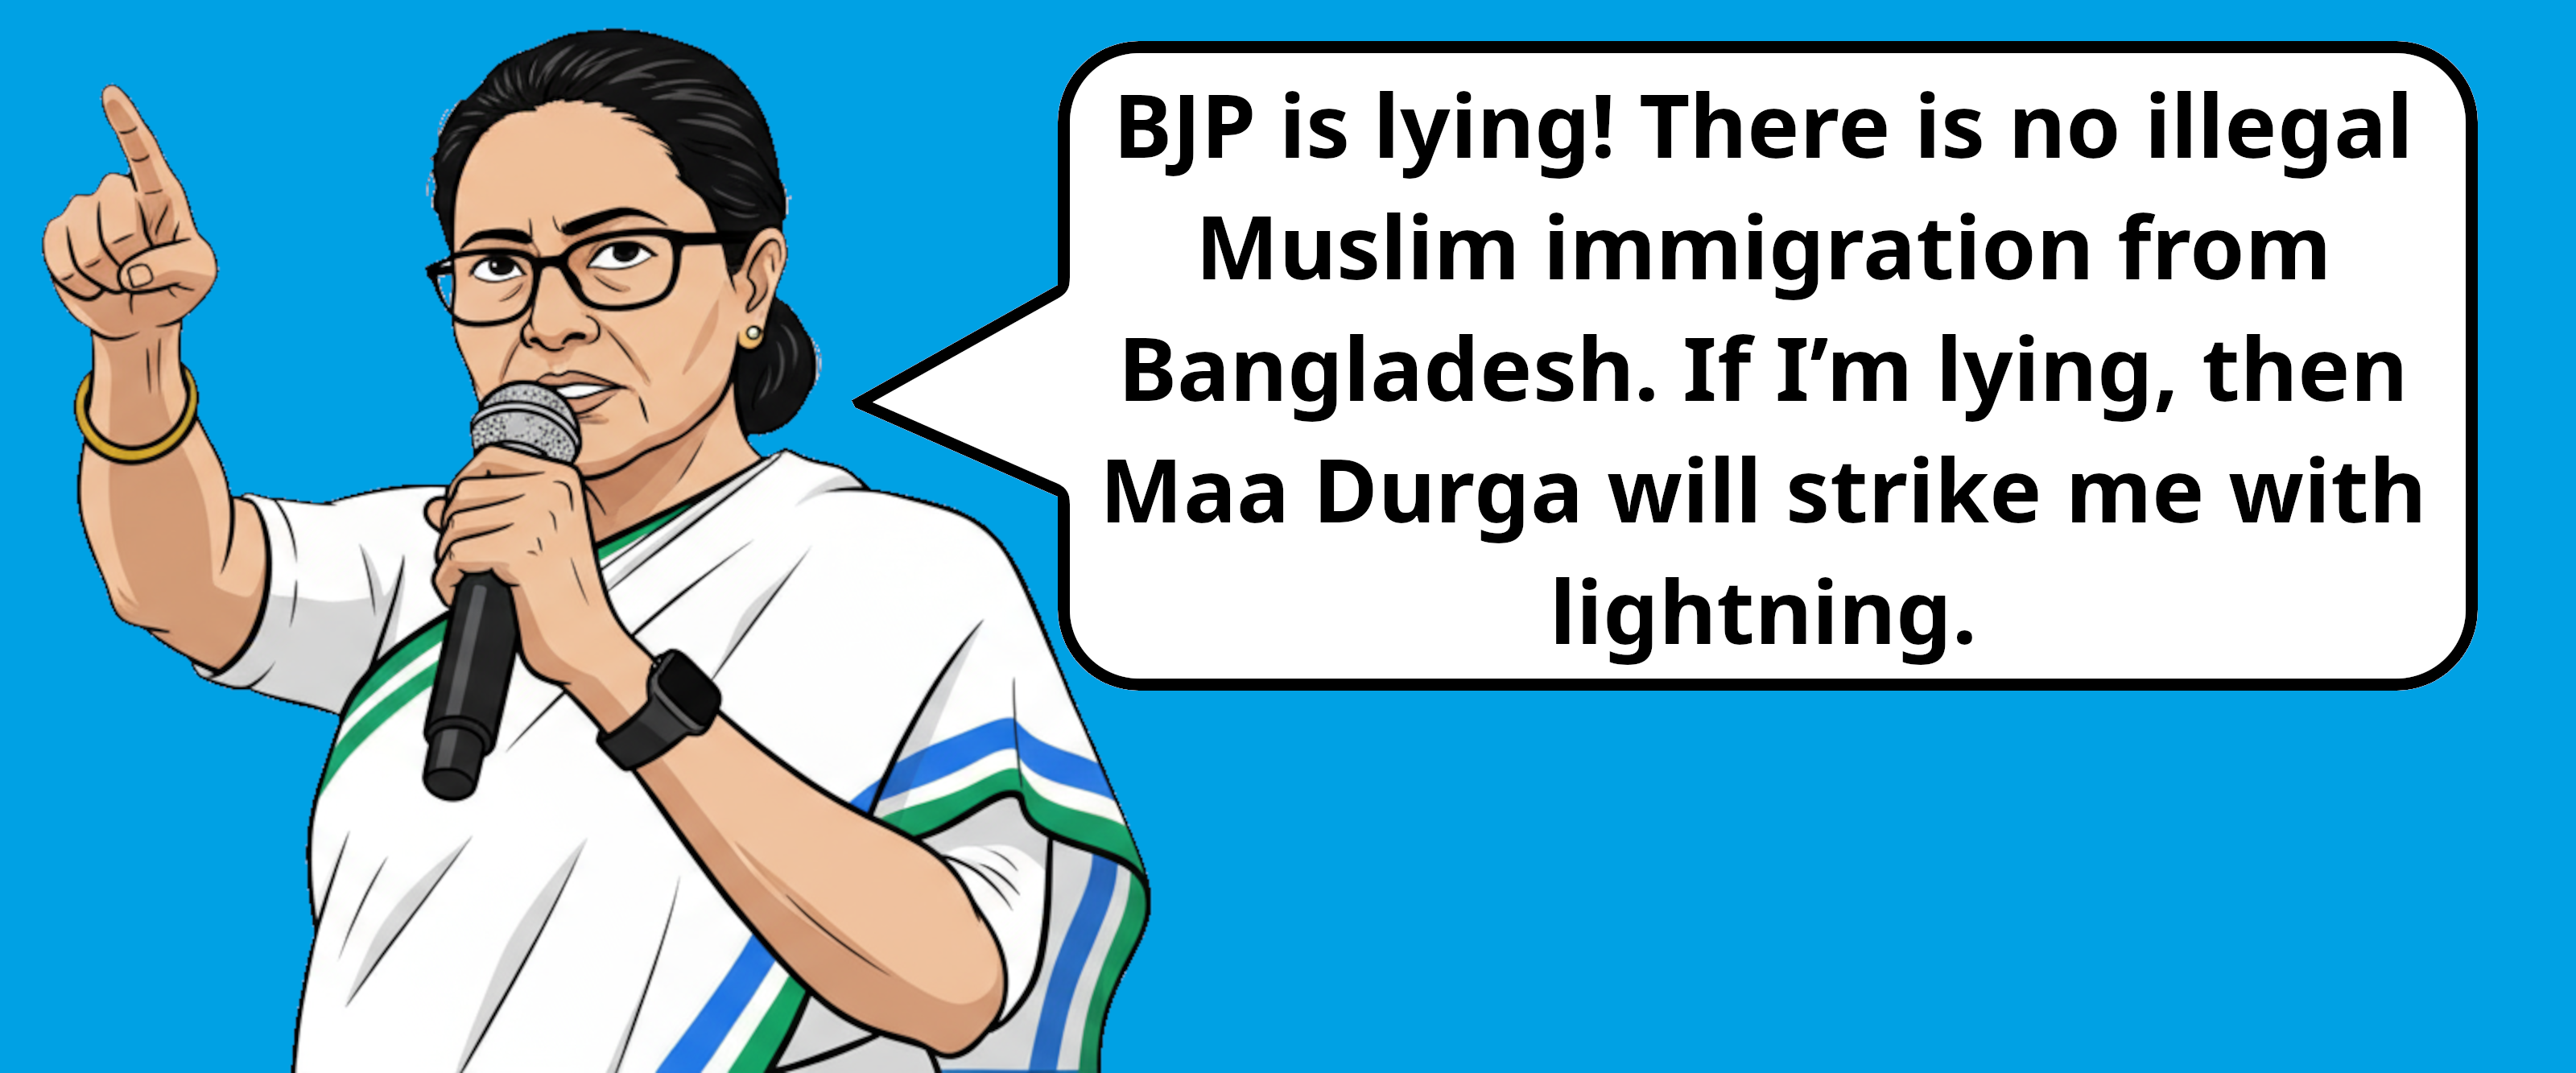 BJP is lying! There is no illegal
Muslim immigration from
Bangladesh. If I’m lying, then
Maa Durga will strike me with
lightning.